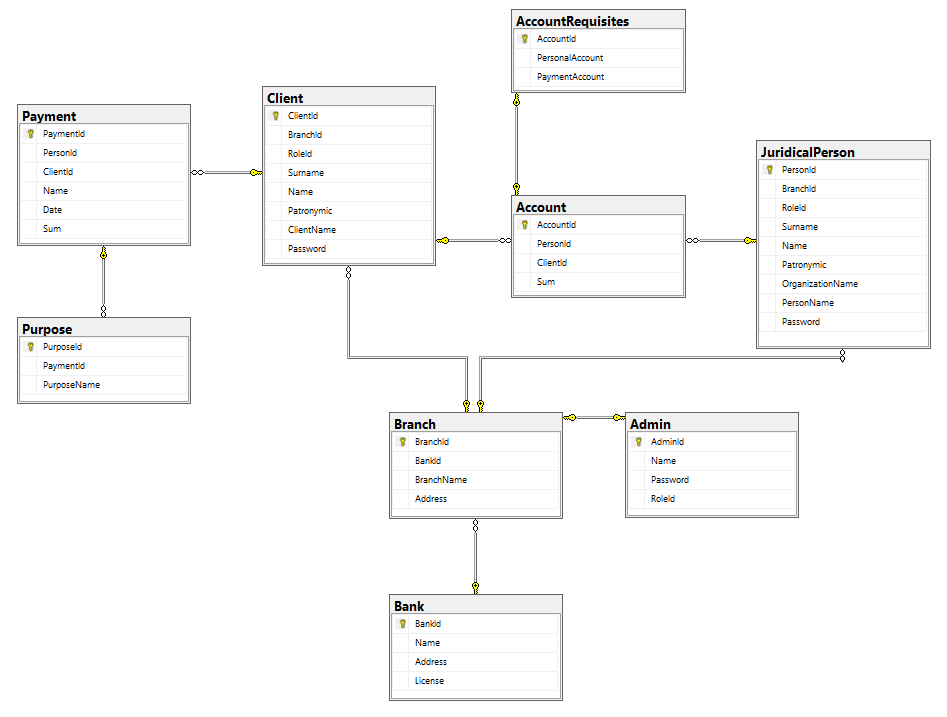 AccountRequisites
AccountId
PersonalAccount
PaymentAccount
Client
ClientId
BranchId
RoleId
Surname
Name
Patronymic
ClientName
Password
Payment
PaymentId
PersonId
ClientId
Name
Date
Sum
JuridicalPerson
PersonId
BranchId
RoleId
Surname
Name
Patronymic
OrganizationName
PersonName
Password
Account
AccountId
PersonId
ClientId
Sum
Purpose
PurposeId
PaymentId
PurposeName
Branch
BranchId
BankId
BranchName
Address
Admin
AdminId
Name
Password
RoleId
Bank
BankId
Name
Address
License